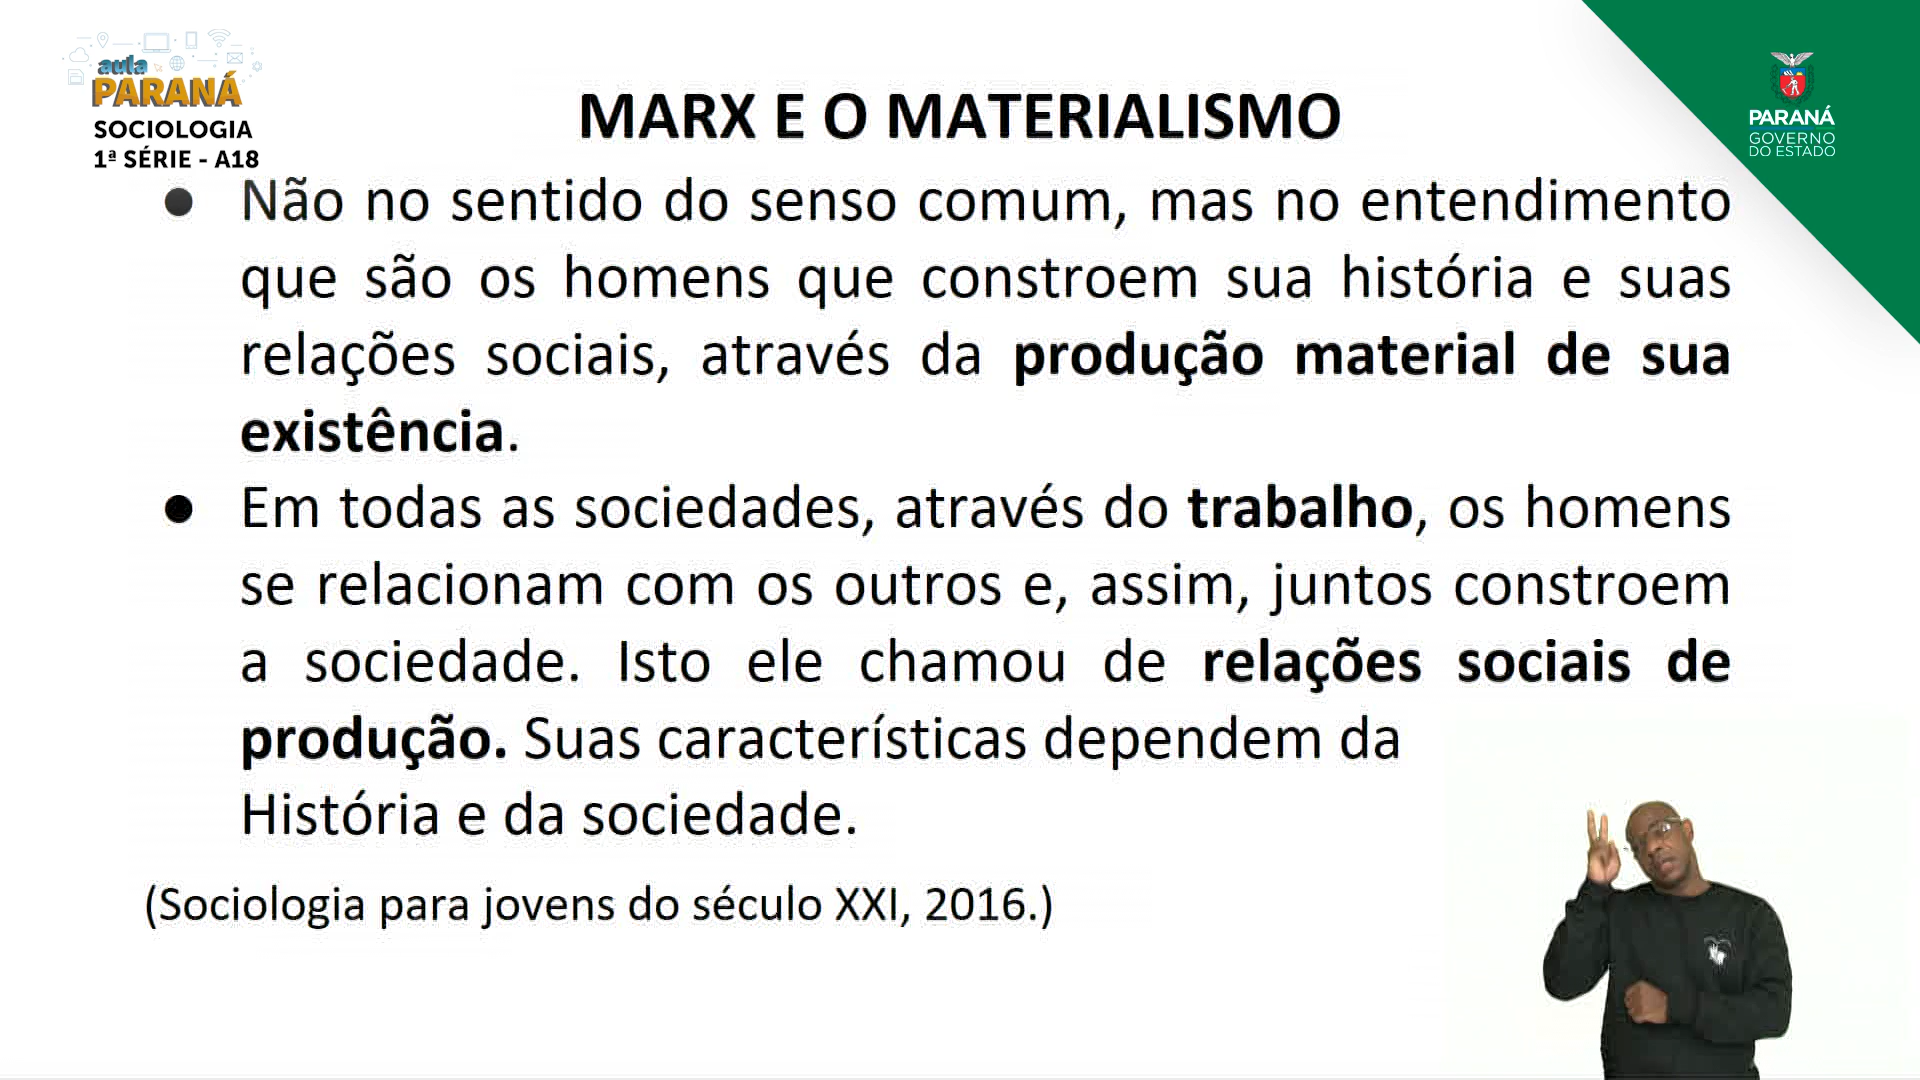 aula
PARANÁ
SOCIOLOGIA
1ª SÉRIE - A18
PARANÁ
GOVERNO
DO ESTADO
MARX E O MATERIALISMO
● Não no sentido do senso comum, mas no entendimento
que são os homens que constroem sua história e suas
relações sociais, através da produção material de sua
existência.
● Em todas as sociedades, através do trabalho, os homens
se relacionam com os outros e, assim, juntos constroem
a sociedade. Isto ele chamou de relações sociais de
produção. Suas características dependem da
História e da sociedade.
(Sociologia para jovens do século XXI, 2016.)